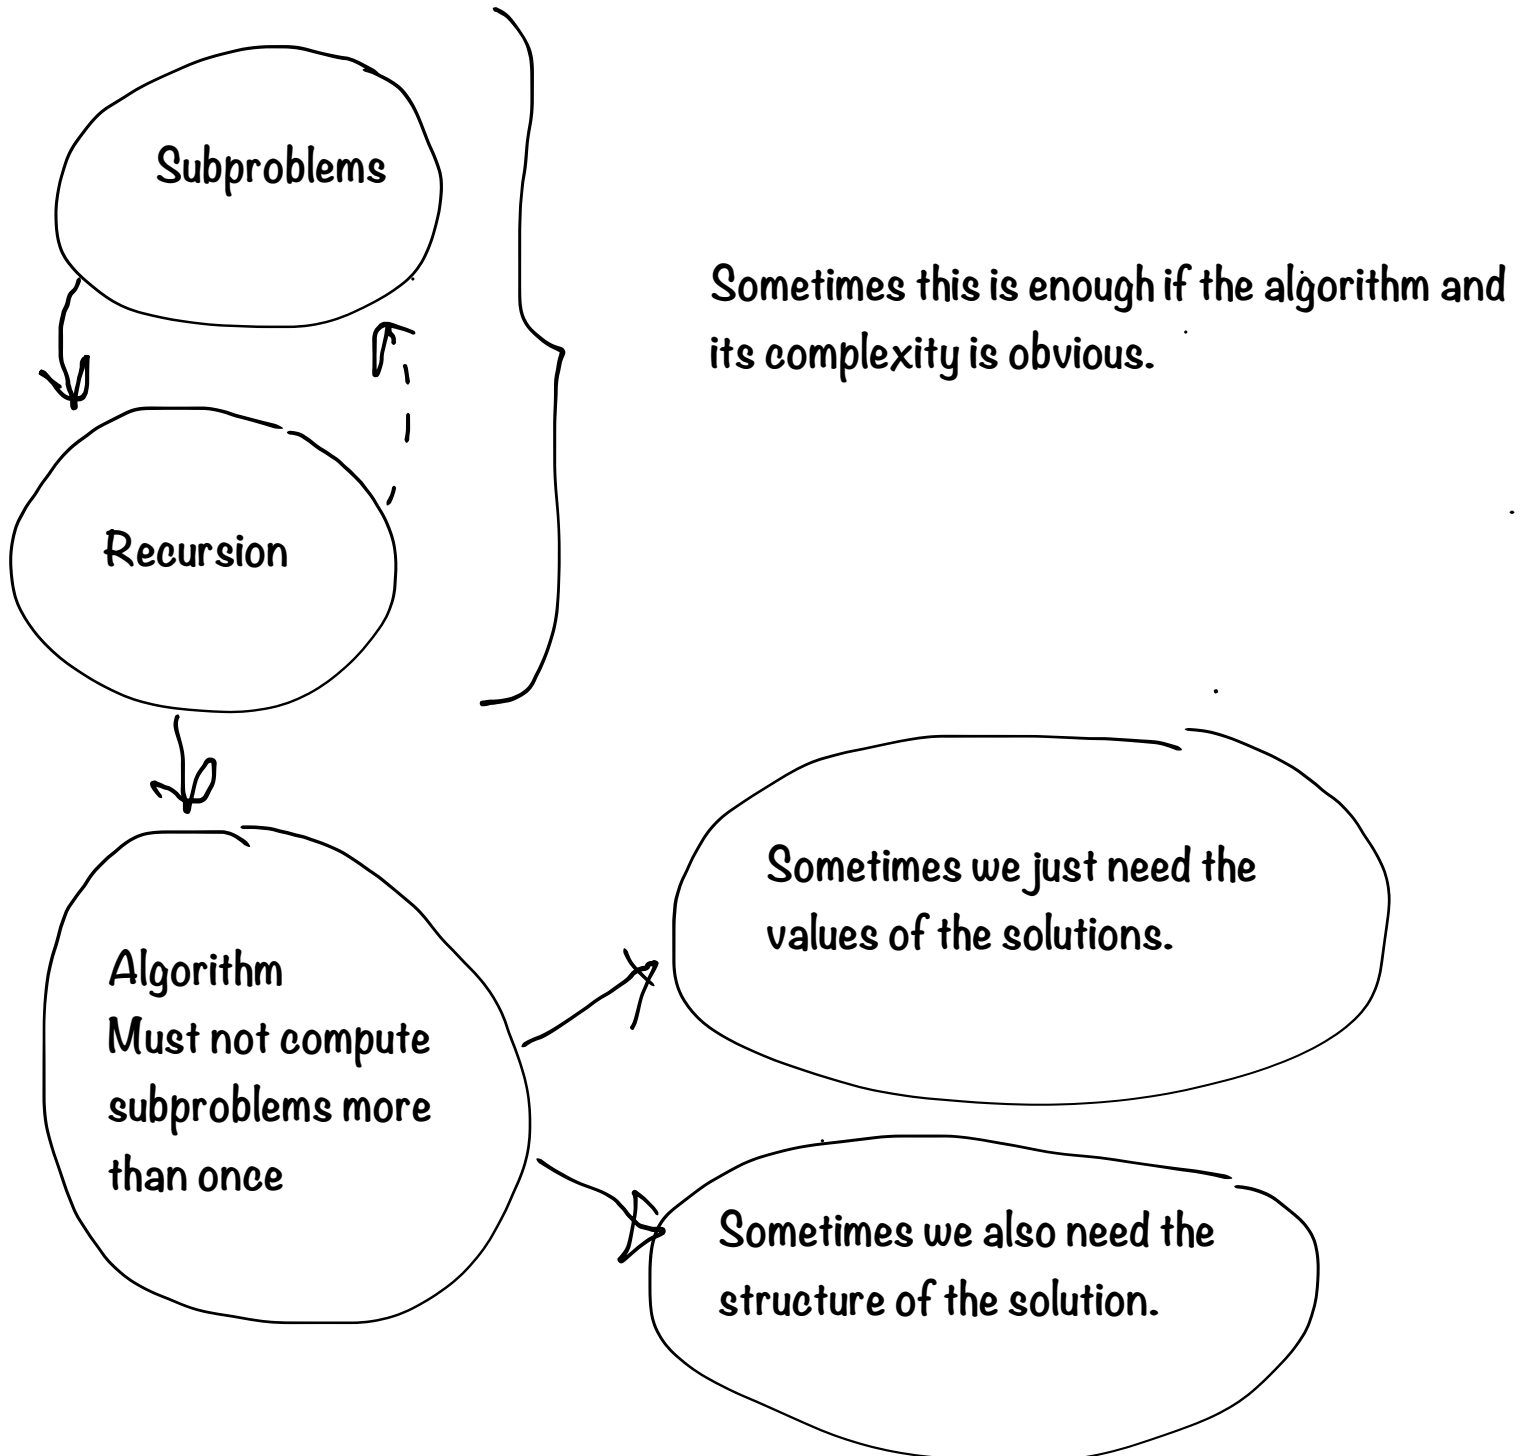 Subproblems
Sometimes this is enough if the algorithm and
its complexity is obvious.
Recursion
Sometimes we just need the
values of the solutions.
Algorithm
Must not compute
subproblems more
than once
Sometimes we also need the
structure of the solution.